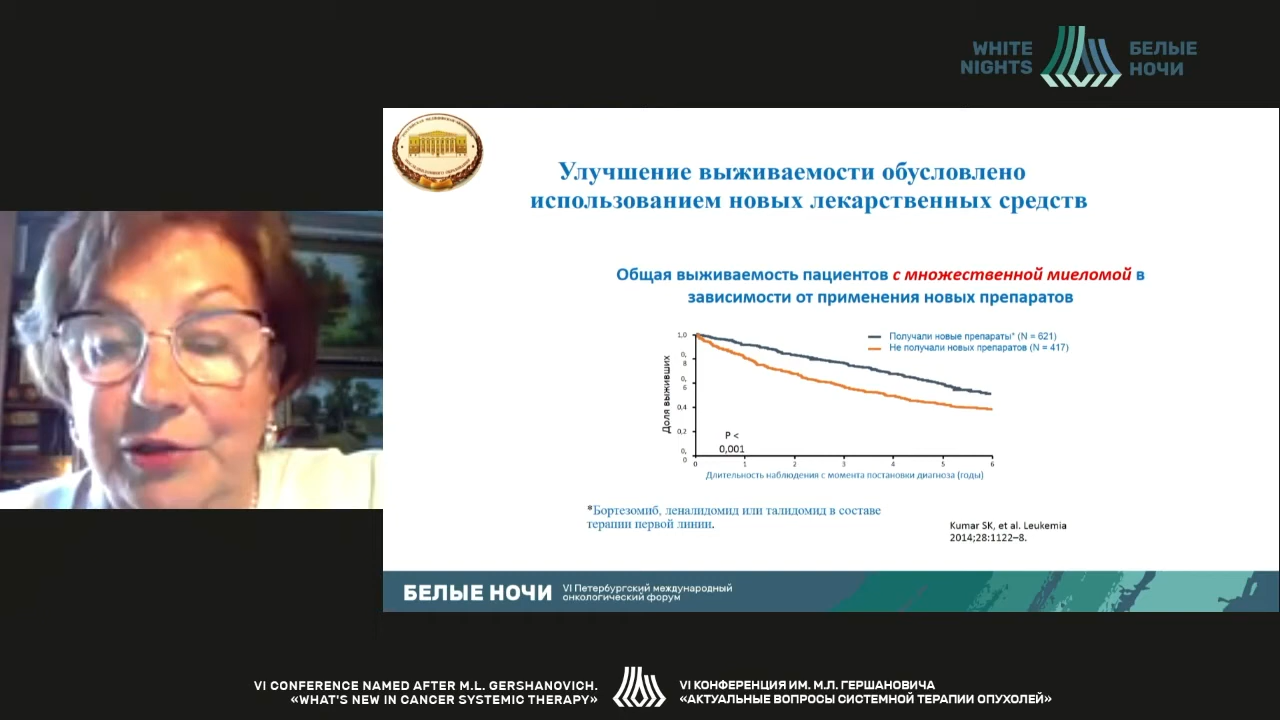 WHITE
NIGHTS
БЕЛЫЕ
НОЧИ
Улучшение выживаемости обусловлено
использованием новых лекарственных средств
Общая выживаемость пациентов с множественной миеломой в
зависимости от применения новых препаратов
Получали новые препараты* (N = 621)
Не получали новых препаратов (N = 417)
Доля выживших
1,0
0,
8
0,
6
0,4
0,2
0,
0
P <
0,001
0 1 2 3 4 5 6
Длительность наблюдения с момента постановки диагноза (годы)
*Бортезомиб, леналидомид или талидомид в составе
терапии первой линии.
Kumar SK, et al. Leukemia
2014;28:1122–8.
БЕЛЫЕ НОЧИ
VI Петербургский международный
онкологический форум
VI CONFERENCE NAMED AFTER M.L. GERSHANOVICH.
«WHAT'S NEW IN CANCER SYSTEMIC THERAPY»
VI КОНФЕРЕНЦИЯ ИМ. М.Л. ГЕРШАНОВИЧА
«АКТУАЛЬНЫЕ ВОПРОСЫ СИСТЕМНОЙ ТЕРАПИИ ОПУХОЛЕЙ»